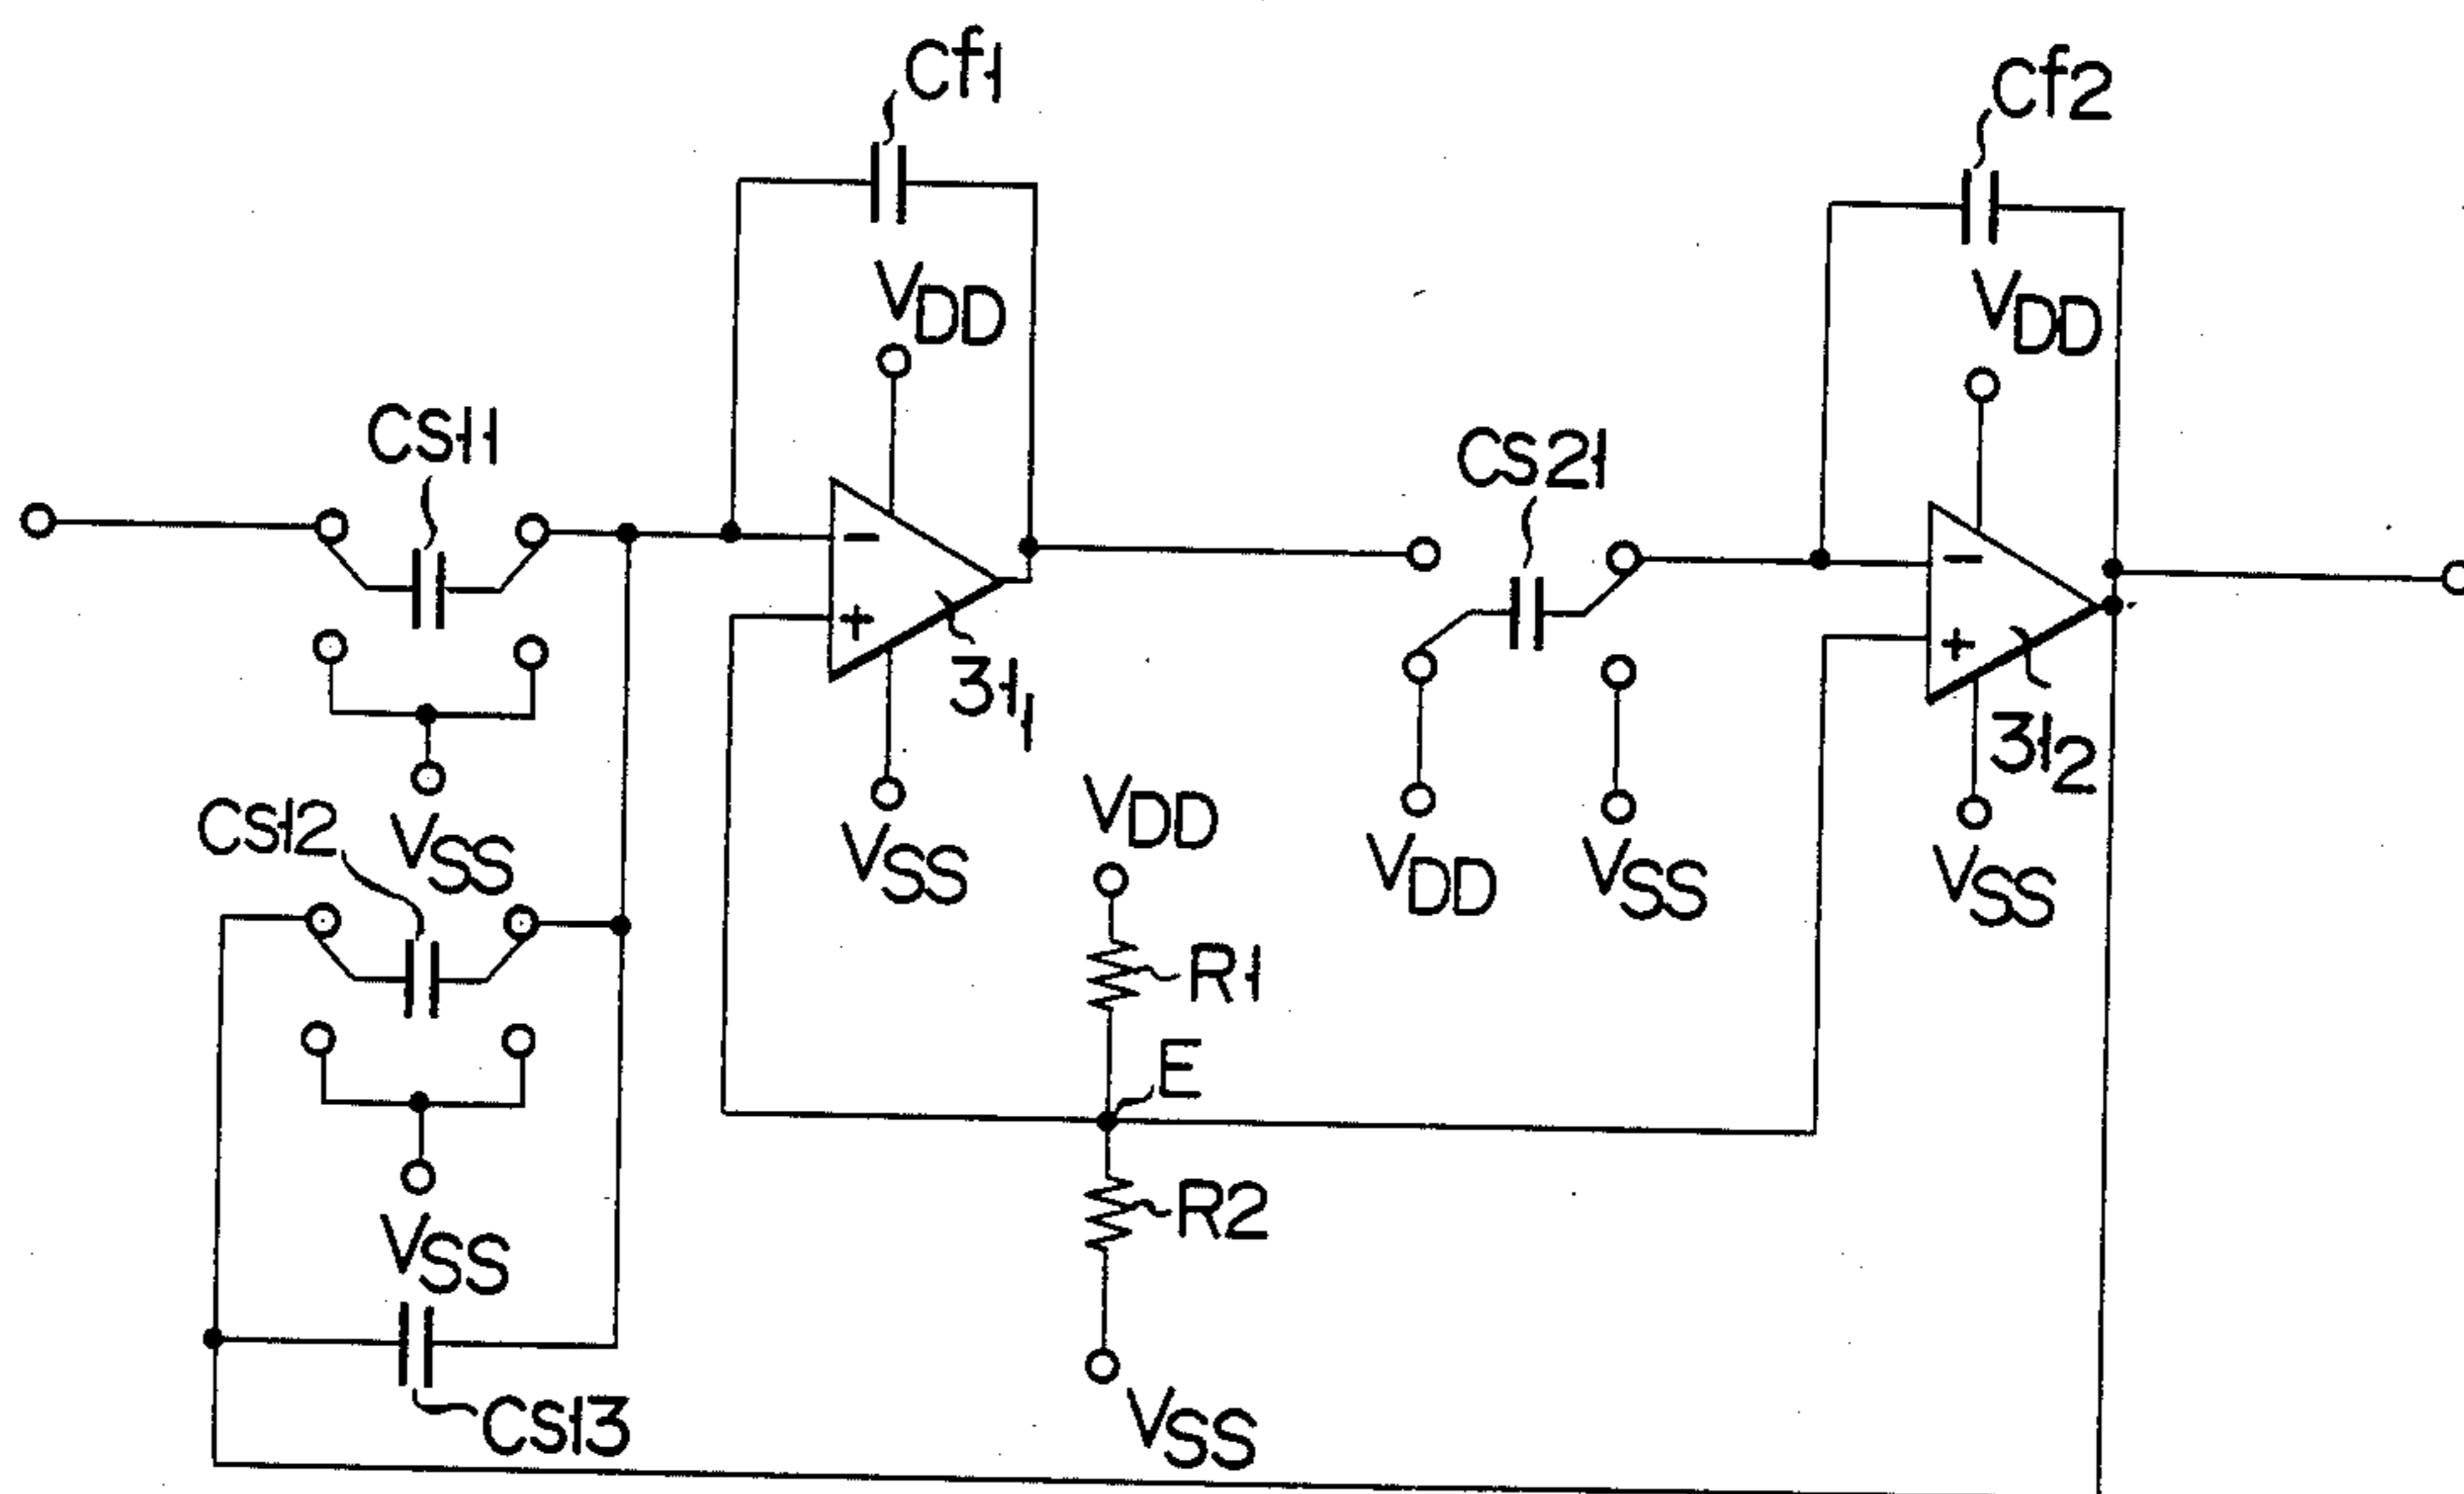 Cf1
Cf2
VDD
VDD
CS11
CS21
-
-
+
+
311
312
VDD
CS12
VSS
VSS
VDD
VSS
VSS
R1
E
R2
VSS
VSS
CS13